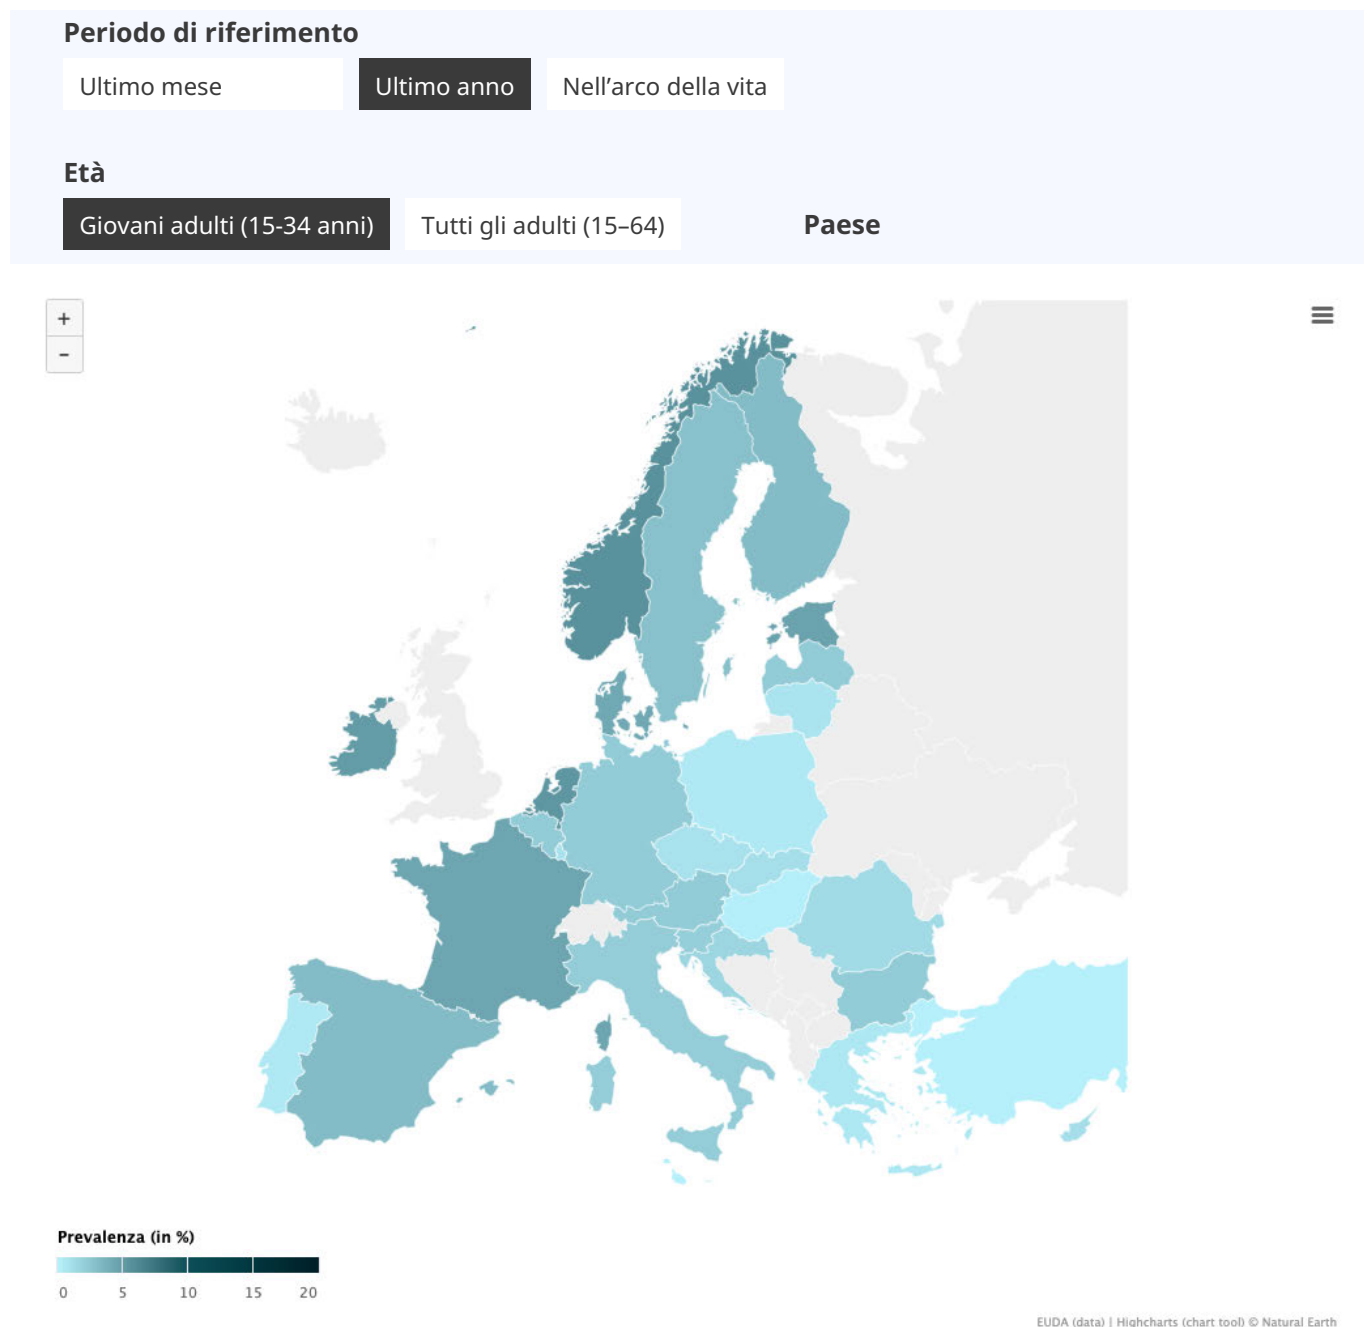 Periodo di riferimento
Ultimo mese
Ultimo anno
Nell’arco della vita
Età
Giovani adulti (15-34 anni)
Tutti gli adulti (15–64)
Paese
+
-
Prevalenza (in %)
0 5 10 15 20
EUDA (data) | Highcharts (chart tool) © Natural Earth